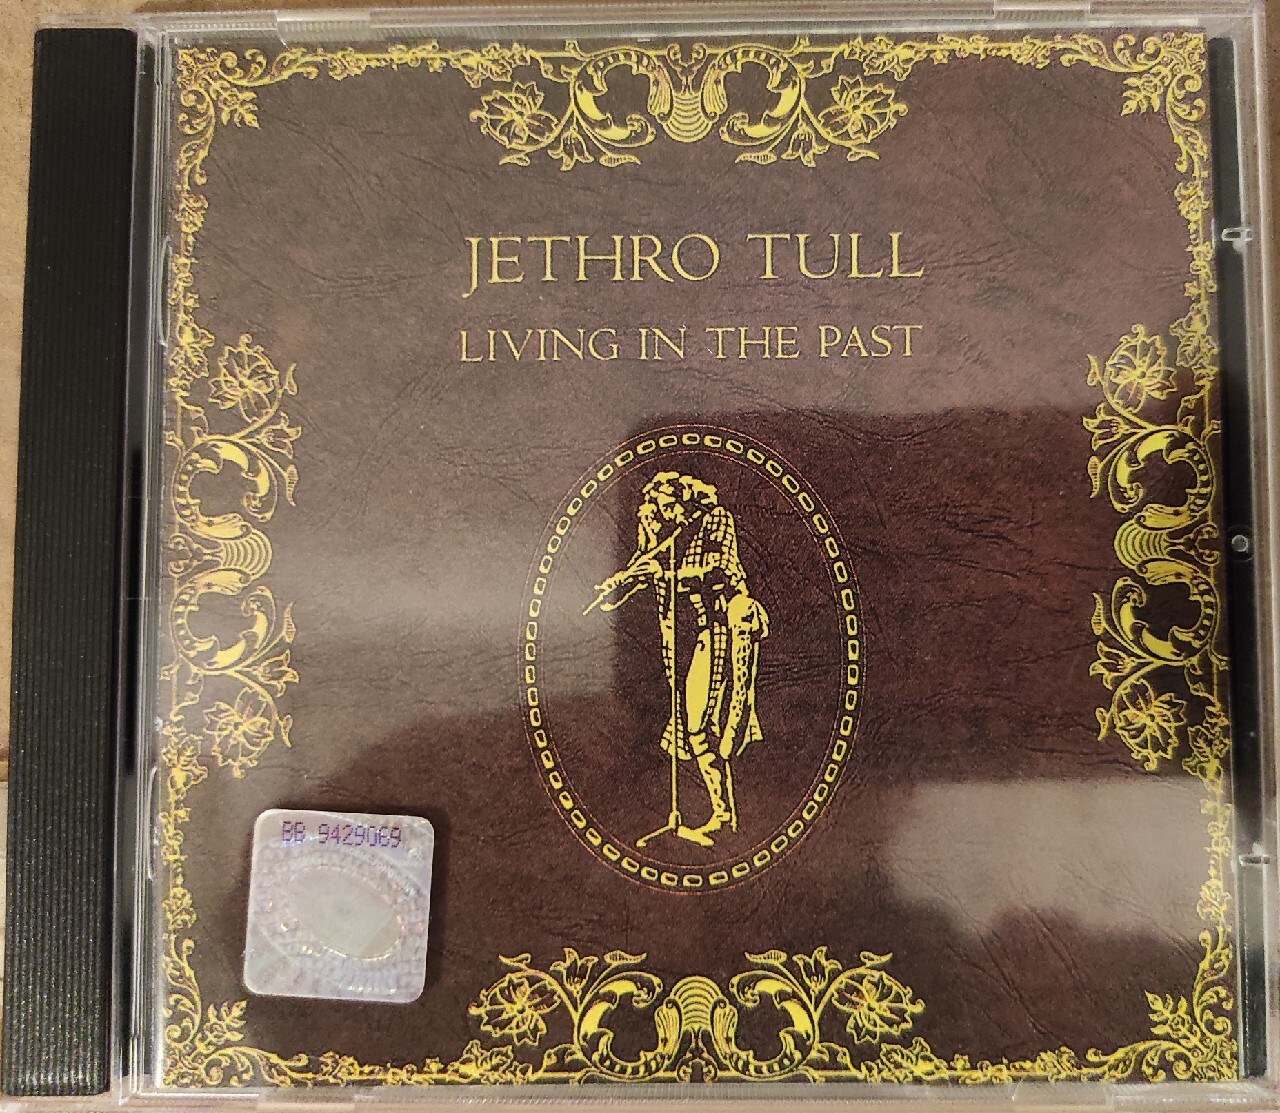 JETHRO TULL
LIVING IN THE PAST
BB 9429069